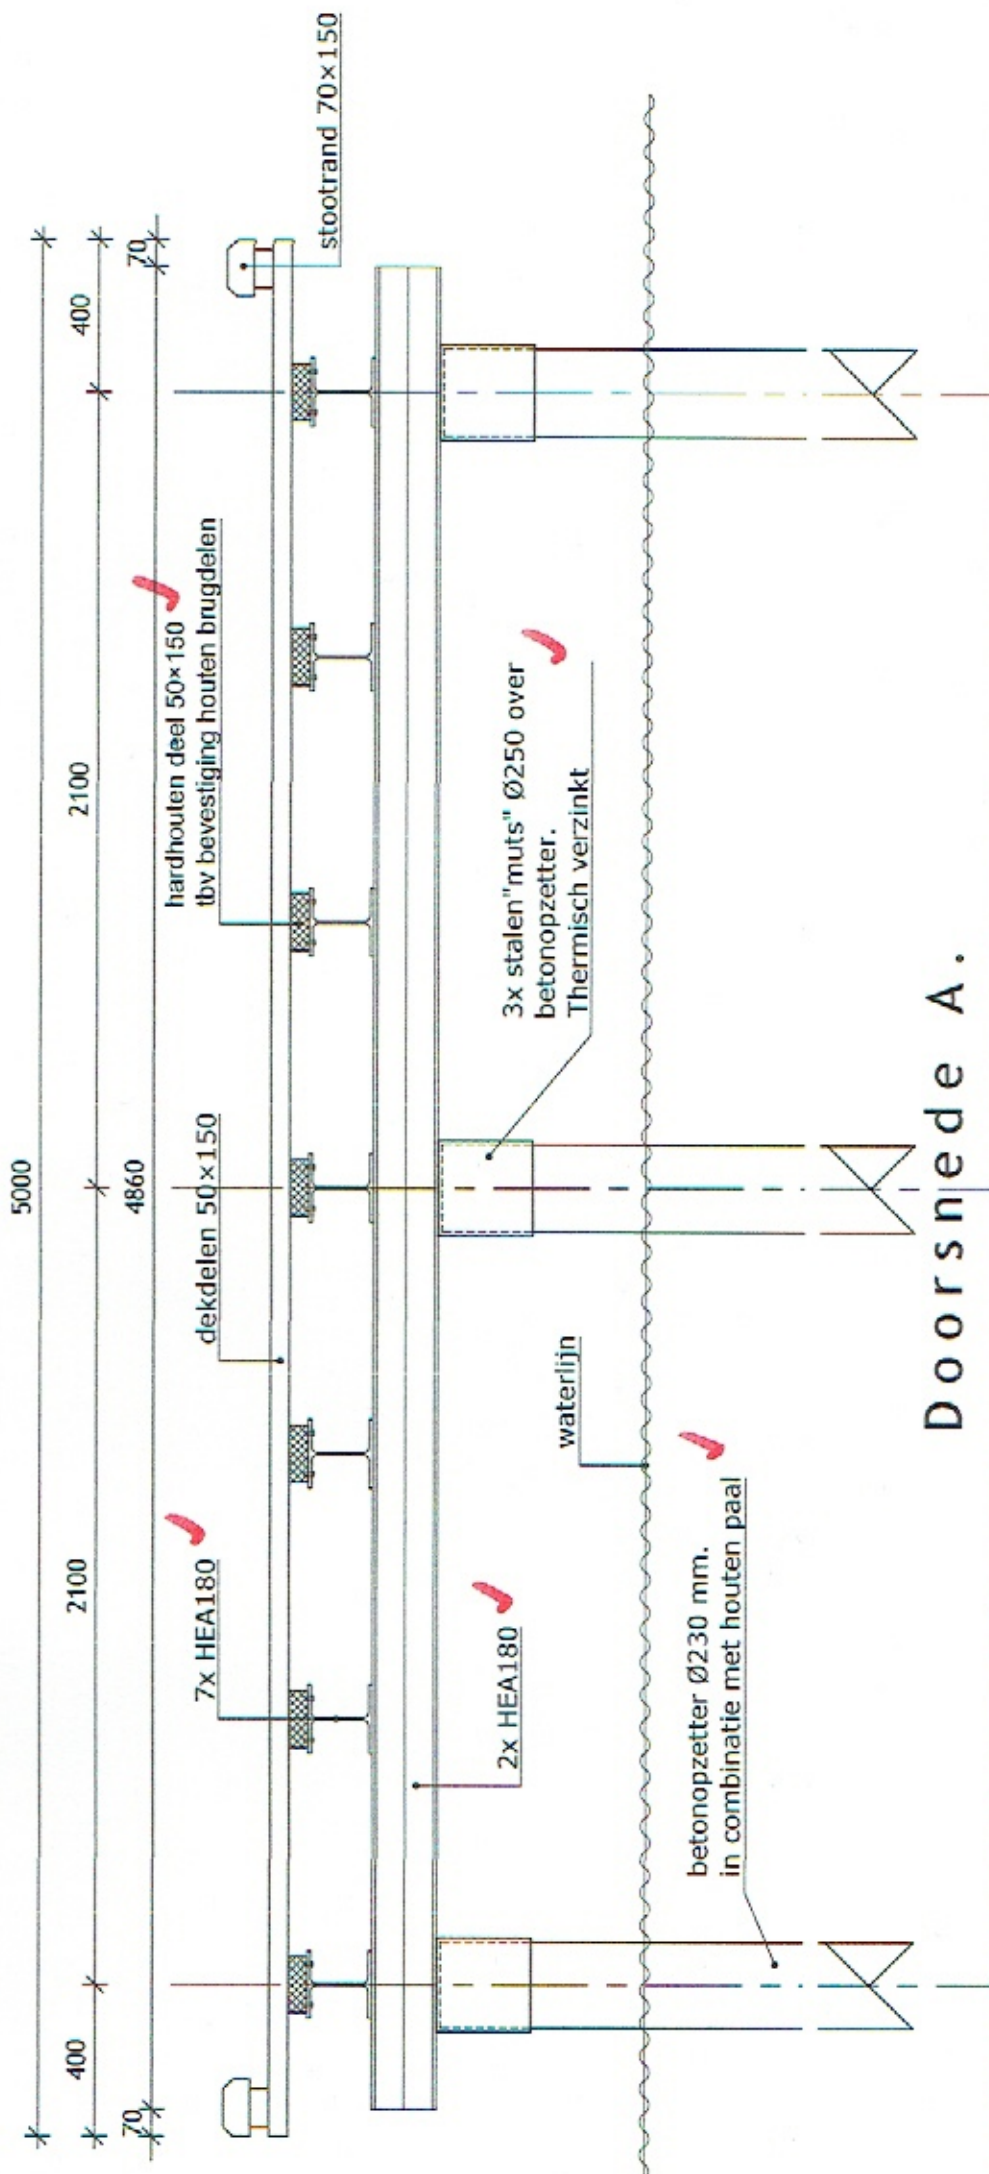 5000
400
2100
2100
400
70
4860
70
7x HEA180
dekdelen 50×150
hardhouten deel 50×150
tbv bevestiging houten brugdelen
stootrand 70×150
2x HEA180
3x stalen"muts" Ø250 over
betonopzetter.
Thermisch verzinkt
waterlijn
betonopzetter Ø230 mm.
in combinatie met houten paal
Doorsnede A.